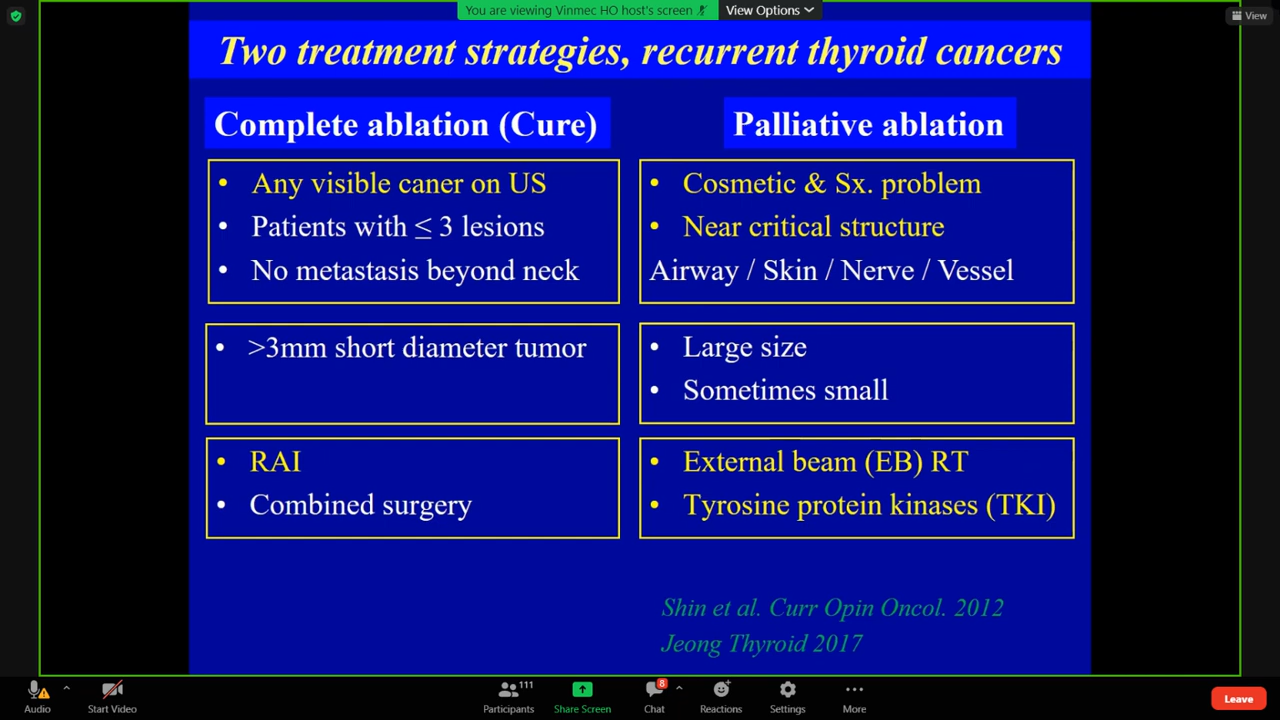 You are viewing Vinmec HO host's screen
View Options
View
Two treatment strategies, recurrent thyroid cancers
Complete ablation (Cure)
• Any visible caner on US
• Patients with ≤ 3 lesions
• No metastasis beyond neck
• >3mm short diameter tumor
• RAI
• Combined surgery
Palliative ablation
• Cosmetic & Sx. problem
• Near critical structure
Airway / Skin / Nerve / Vessel
• Large size
• Sometimes small
• External beam (EB) RT
• Tyrosine protein kinases (TKI)
Shin et al. Curr Opin Oncol. 2012
Jeong Thyroid 2017
Audio
Start Video
Participants
111
Share Screen
Chat
8
Reactions
Settings
More
Leave